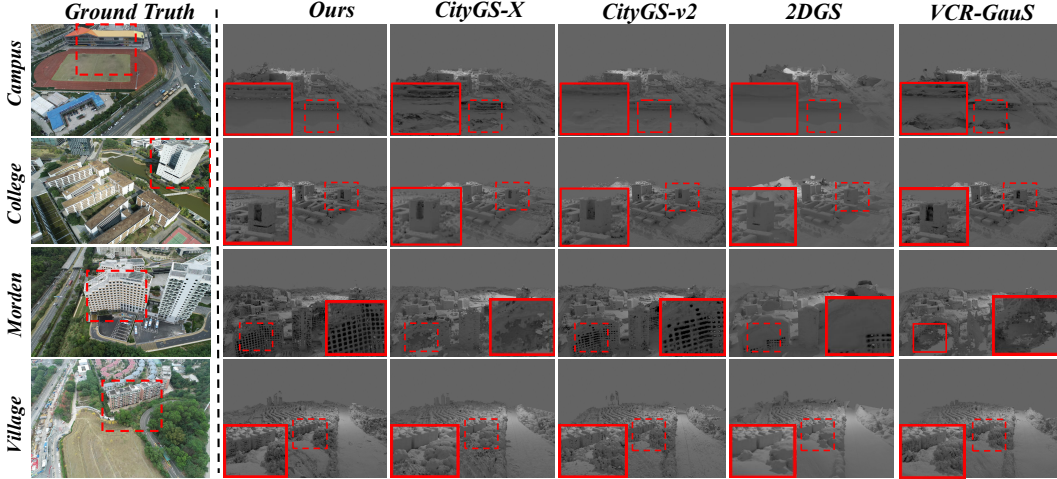 Ground Truth Ours CityGS-X CityGS-v2 2DGS VCR-GauS
Campus
College
Morden
Village